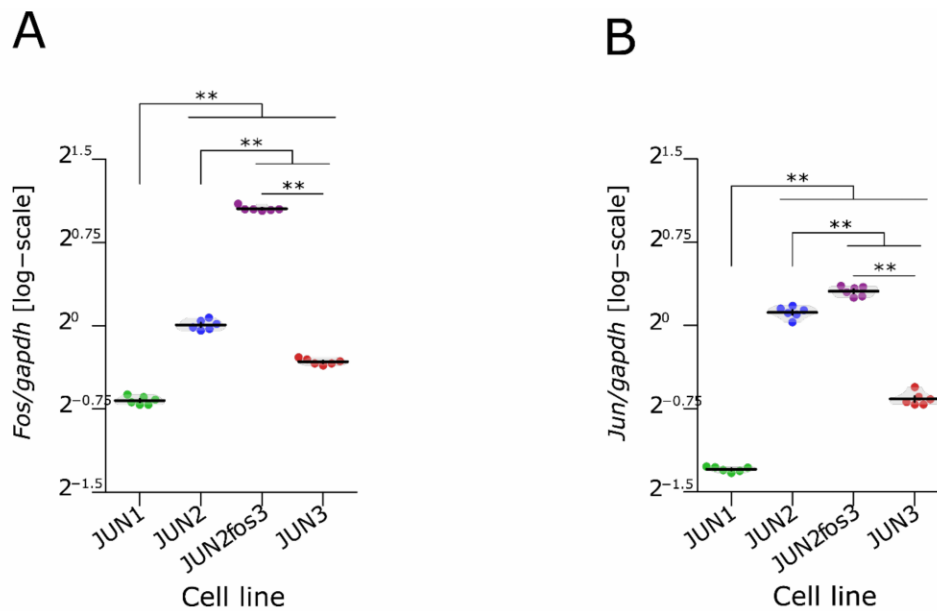 A
**
**
**
2^1.5
2^0.75
2^0
2^−0.75
2^−1.5
Fos/gapdh [log−scale]
JUN1
JUN2
JUN2fos3
JUN3
Cell line
B
**
**
**
2^1.5
2^0.75
2^0
2^−0.75
2^−1.5
Jun/gapdh [log−scale]
JUN1
JUN2
JUN2fos3
JUN3
Cell line